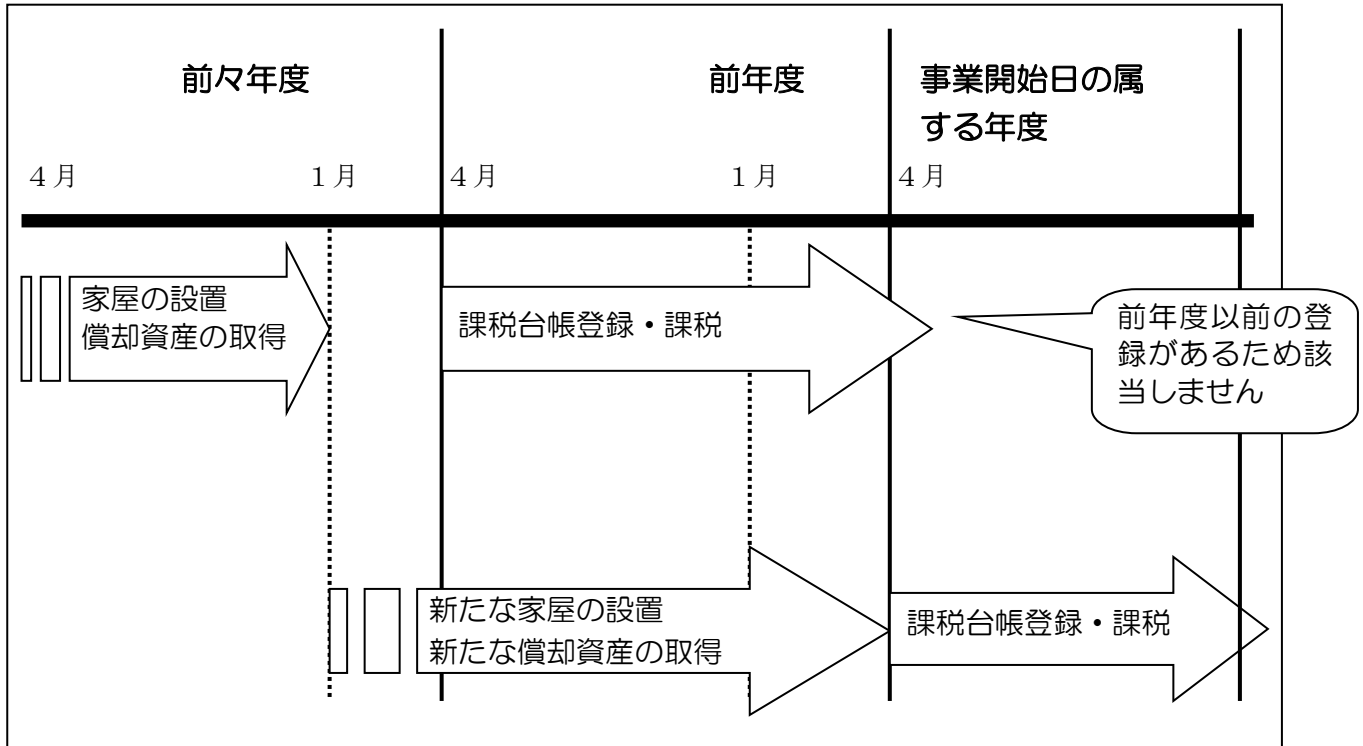 前々年度
前年度
事業開始日の属
する年度
４月
１月
４月
１月
４月
家屋の設置
償却資産の取得
課税台帳登録・課税
前年度以前の登
録があるため該
当しません
新たな家屋の設置
新たな償却資産の取得
課税台帳登録・課税